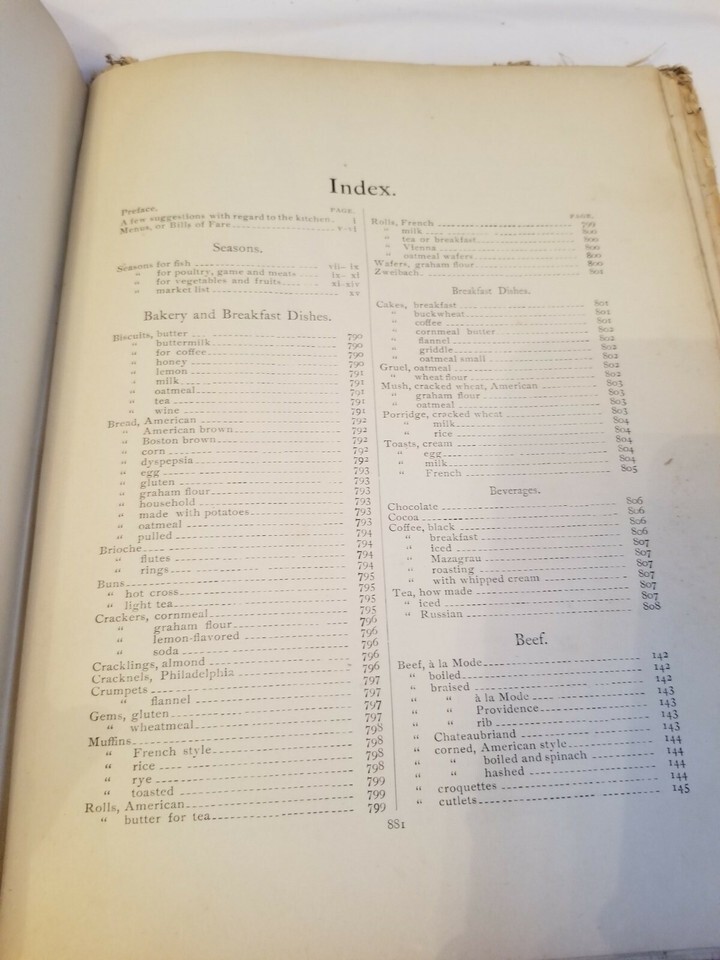 Index.
PAGE.
Preface.
A few suggestions with regard to the kitchen. i
Menus, or Bills of Fare v-vi
Seasons.
Seasons for fish vii-ix
" for poultry, game and meats ix-xi
" for vegetables and fruits xi-xiv
" market list xv
Bakery and Breakfast Dishes.
Biscuits, butter 790
" buttermilk 790
" for coffee 790
" honey 790
" lemon 791
" milk 791
" oatmeal 791
" tea 791
" wine 791
Bread, American 792
" American brown 792
" Boston brown 792
" corn 792
" dyspepsia 792
" egg 793
" gluten 793
" graham flour 793
" household 793
" made with potatoes 793
" oatmeal 793
" pulled 794
Brioche 794
" flutes 794
" rings 794
Buns 795
" hot cross 795
" light tea 795
Crackers, cornmeal 795
" graham flour 796
" lemon-flavored 796
" soda 796
Cracklings, almond 796
Cracknels, Philadelphia 796
Crumpets 797
" flannel 797
Gems, gluten 797
" wheatmeal 797
Muffins 798
" French style 798
" rice 798
" rye 798
" toasted 799
Rolls, American 799
" butter for tea 799
PAGE.
Rolls, French 799
" milk 800
" tea or breakfast 800
" Vienna 800
" oatmeal wafers 800
Wafers, graham flour 800
Zweibach 801
Breakfast Dishes.
Cakes, breakfast 801
" buckwheat 801
" coffee 801
" cornmeal butter 802
" flannel 802
" griddle 802
" oatmeal small 802
Gruel, oatmeal 802
" wheat flour 802
Mush, cracked wheat, American 803
" graham flour 803
" oatmeal 803
Porridge, cracked wheat 803
" milk 804
" rice 804
Toasts, cream 804
" egg 804
" milk 804
" French 805
Beverages.
Chocolate 806
Cocoa 806
Coffee, black 806
" breakfast 806
" iced 807
" Mazagrau 807
" roasting 807
" with whipped cream 807
Tea, how made 807
" iced 807
" Russian 808
Beef.
Beef, à la Mode 142
" boiled 142
" braised 142
" " à la Mode 143
" " Providence 143
" " rib 143
" Chateaubriand 143
" corned, American style 144
" " boiled and spinach 144
" " hashed 144
" croquettes 144
" cutlets 145
881